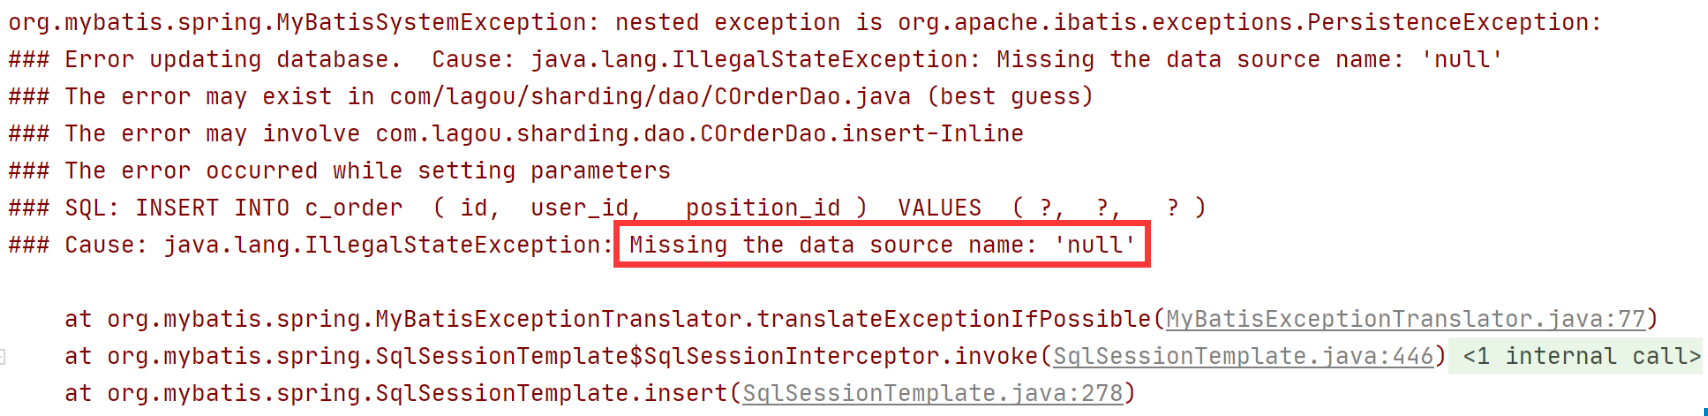 org.mybatis.spring.MyBatisSystemException: nested exception is org.apache.ibatis.exceptions.PersistenceException:
### Error updating database.  Cause: java.lang.IllegalStateException: Missing the data source name: 'null'
### The error may exist in com/lagou/sharding/dao/COrderDao.java (best guess)
### The error may involve com.lagou.sharding.dao.COrderDao.insert-Inline
### The error occurred while setting parameters
### SQL: INSERT INTO c_order  ( id,  user_id,   position_id )  VALUES  ( ?,  ?,   ? )
### Cause: java.lang.IllegalStateException: Missing the data source name: 'null'
at org.mybatis.spring.MyBatisExceptionTranslator.translateExceptionIfPossible(MyBatisExceptionTranslator.java:77)
at org.mybatis.spring.SqlSessionTemplate$SqlSessionInterceptor.invoke(SqlSessionTemplate.java:446) <1 internal call>
at org.mybatis.spring.SqlSessionTemplate.insert(SqlSessionTemplate.java:278)